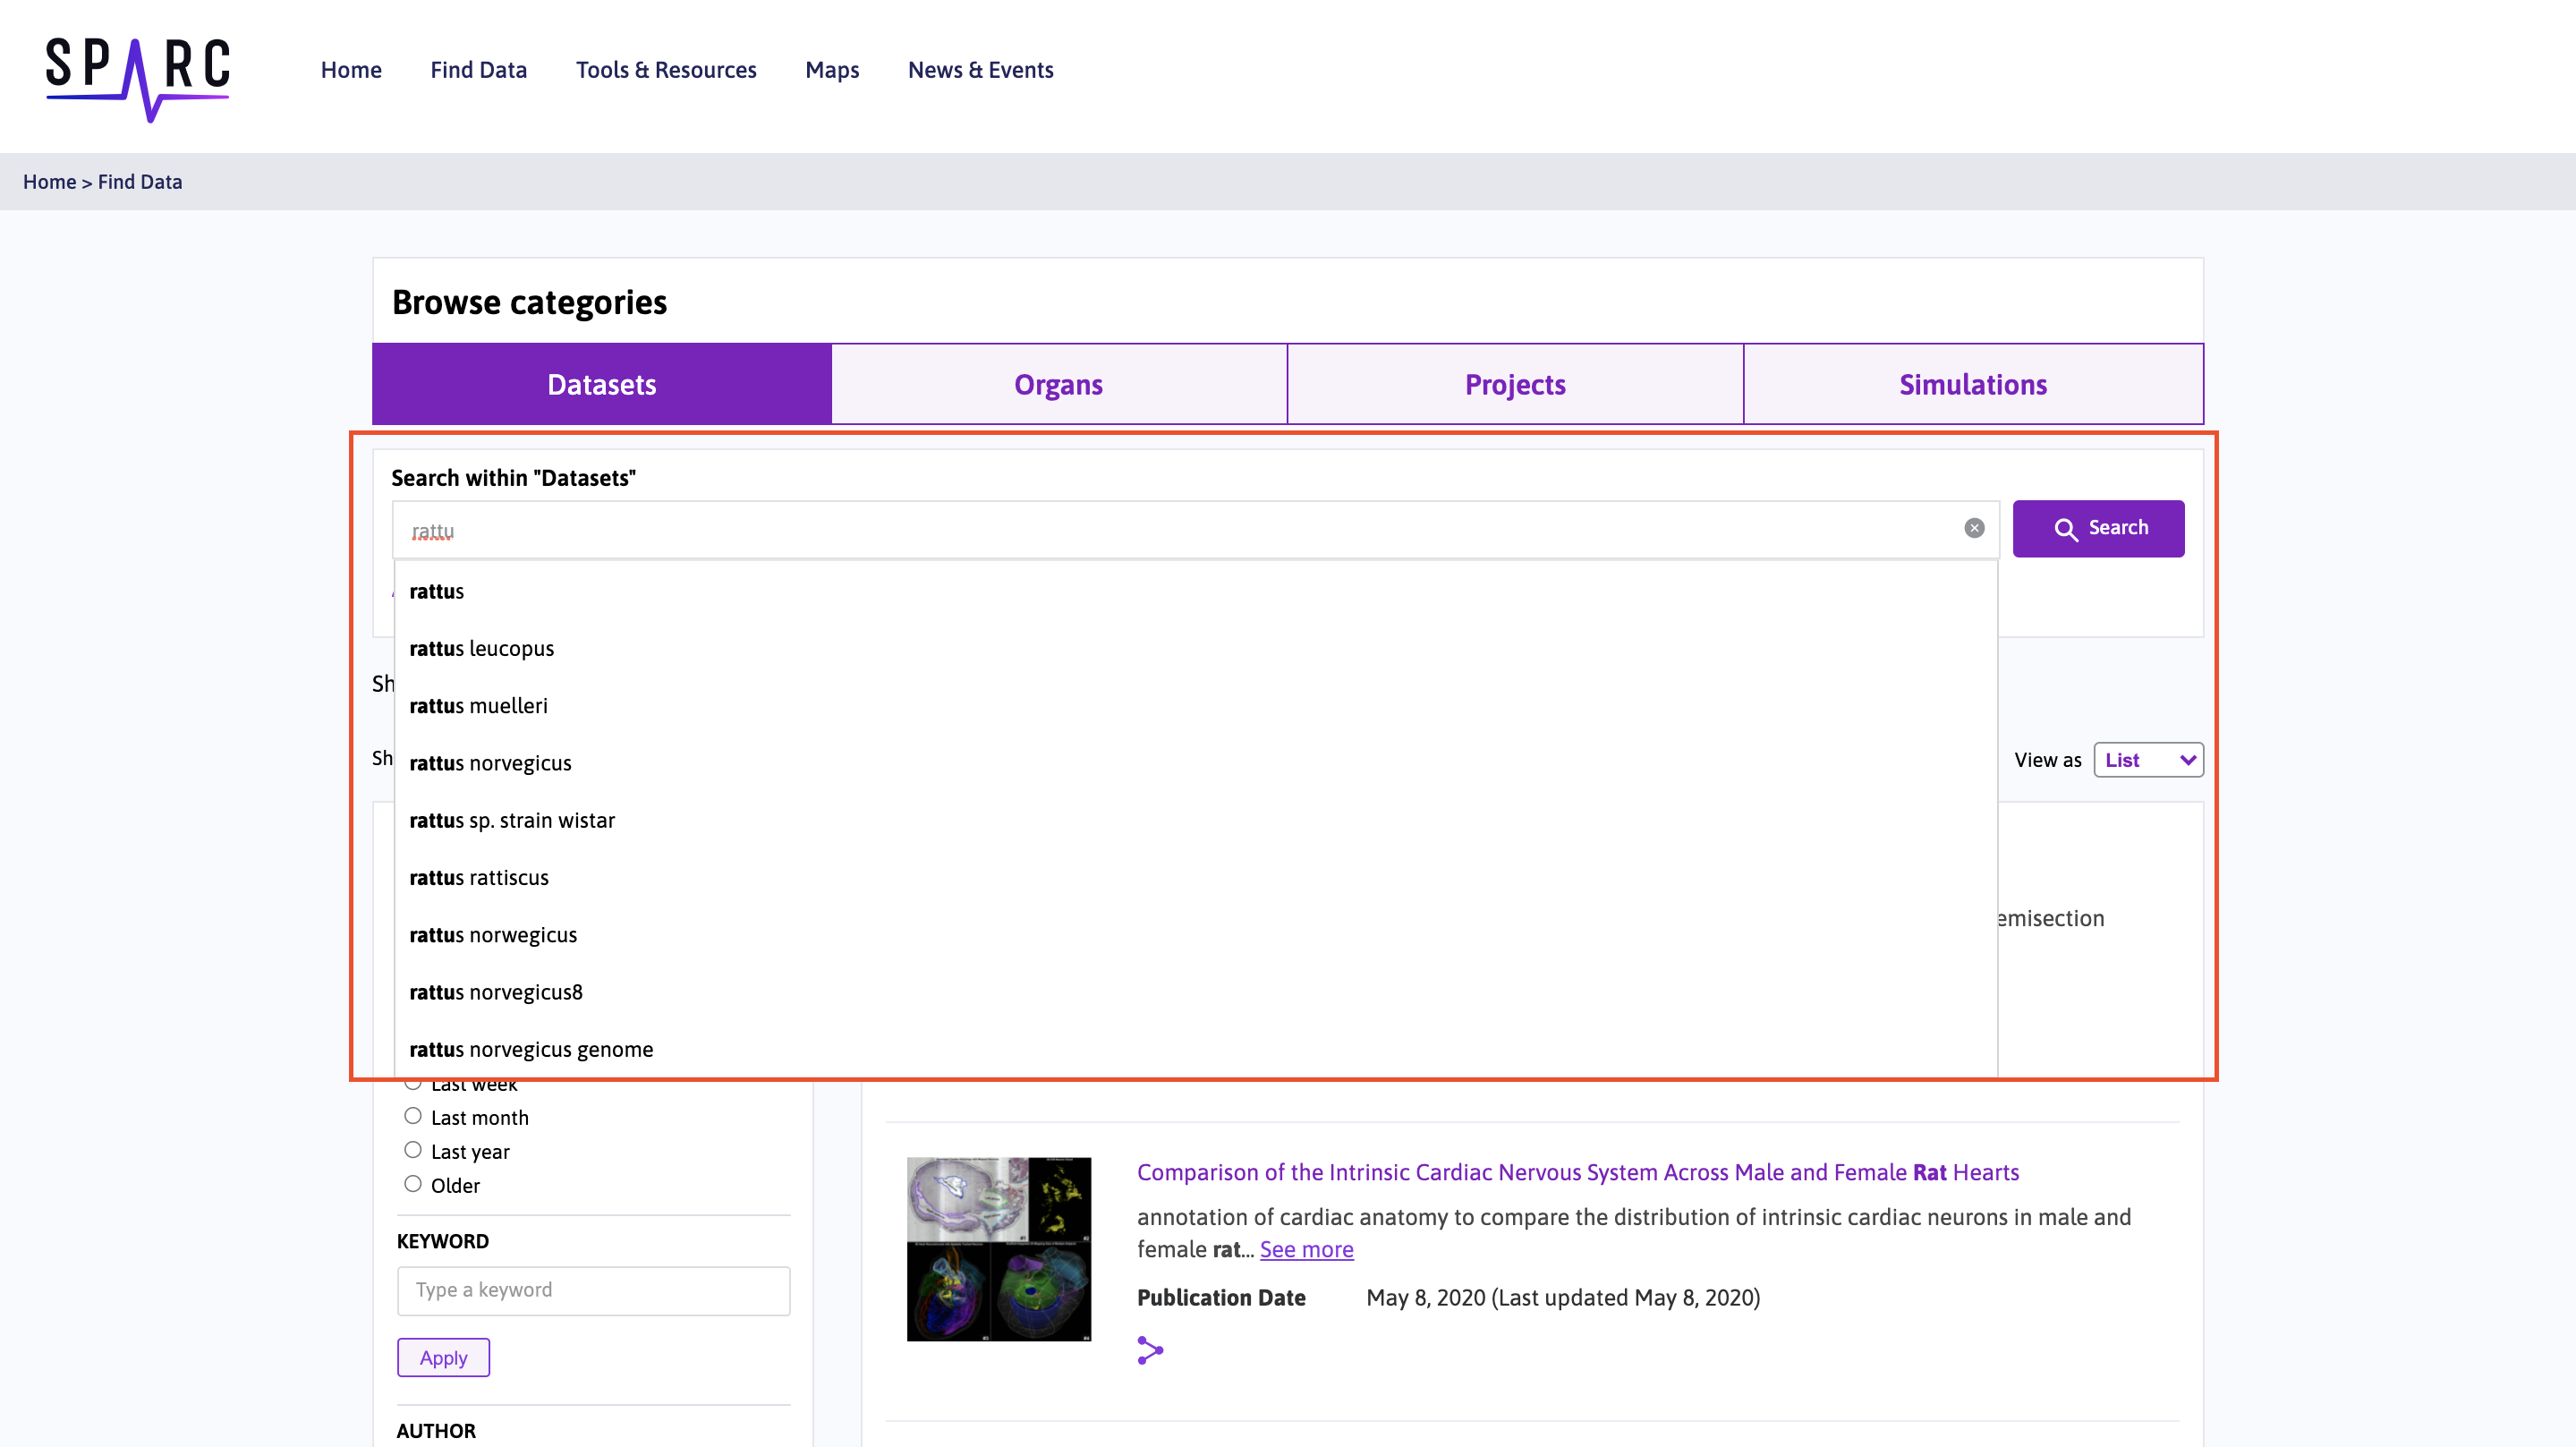 SPARC
Home Find Data Tools & Resources Maps News & Events
Home > Find Data
Browse categories
Datasets Organs Projects Simulations
Search within "Datasets"
rattu
Search
rattus
rattus leucopus
Sh
rattus muelleri
Sh
rattus norvegicus
View as List
rattus sp. strain wistar
rattus rattiscus
emisection
rattus norwegicus
rattus norvegicus8
rattus norvegicus genome
Last week
Last month
Last year
Older
KEYWORD
Type a keyword
Apply
AUTHOR
Comparison of the Intrinsic Cardiac Nervous System Across Male and Female Rat Hearts
annotation of cardiac anatomy to compare the distribution of intrinsic cardiac neurons in male and
female rat... See more
Publication Date May 8, 2020 (Last updated May 8, 2020)